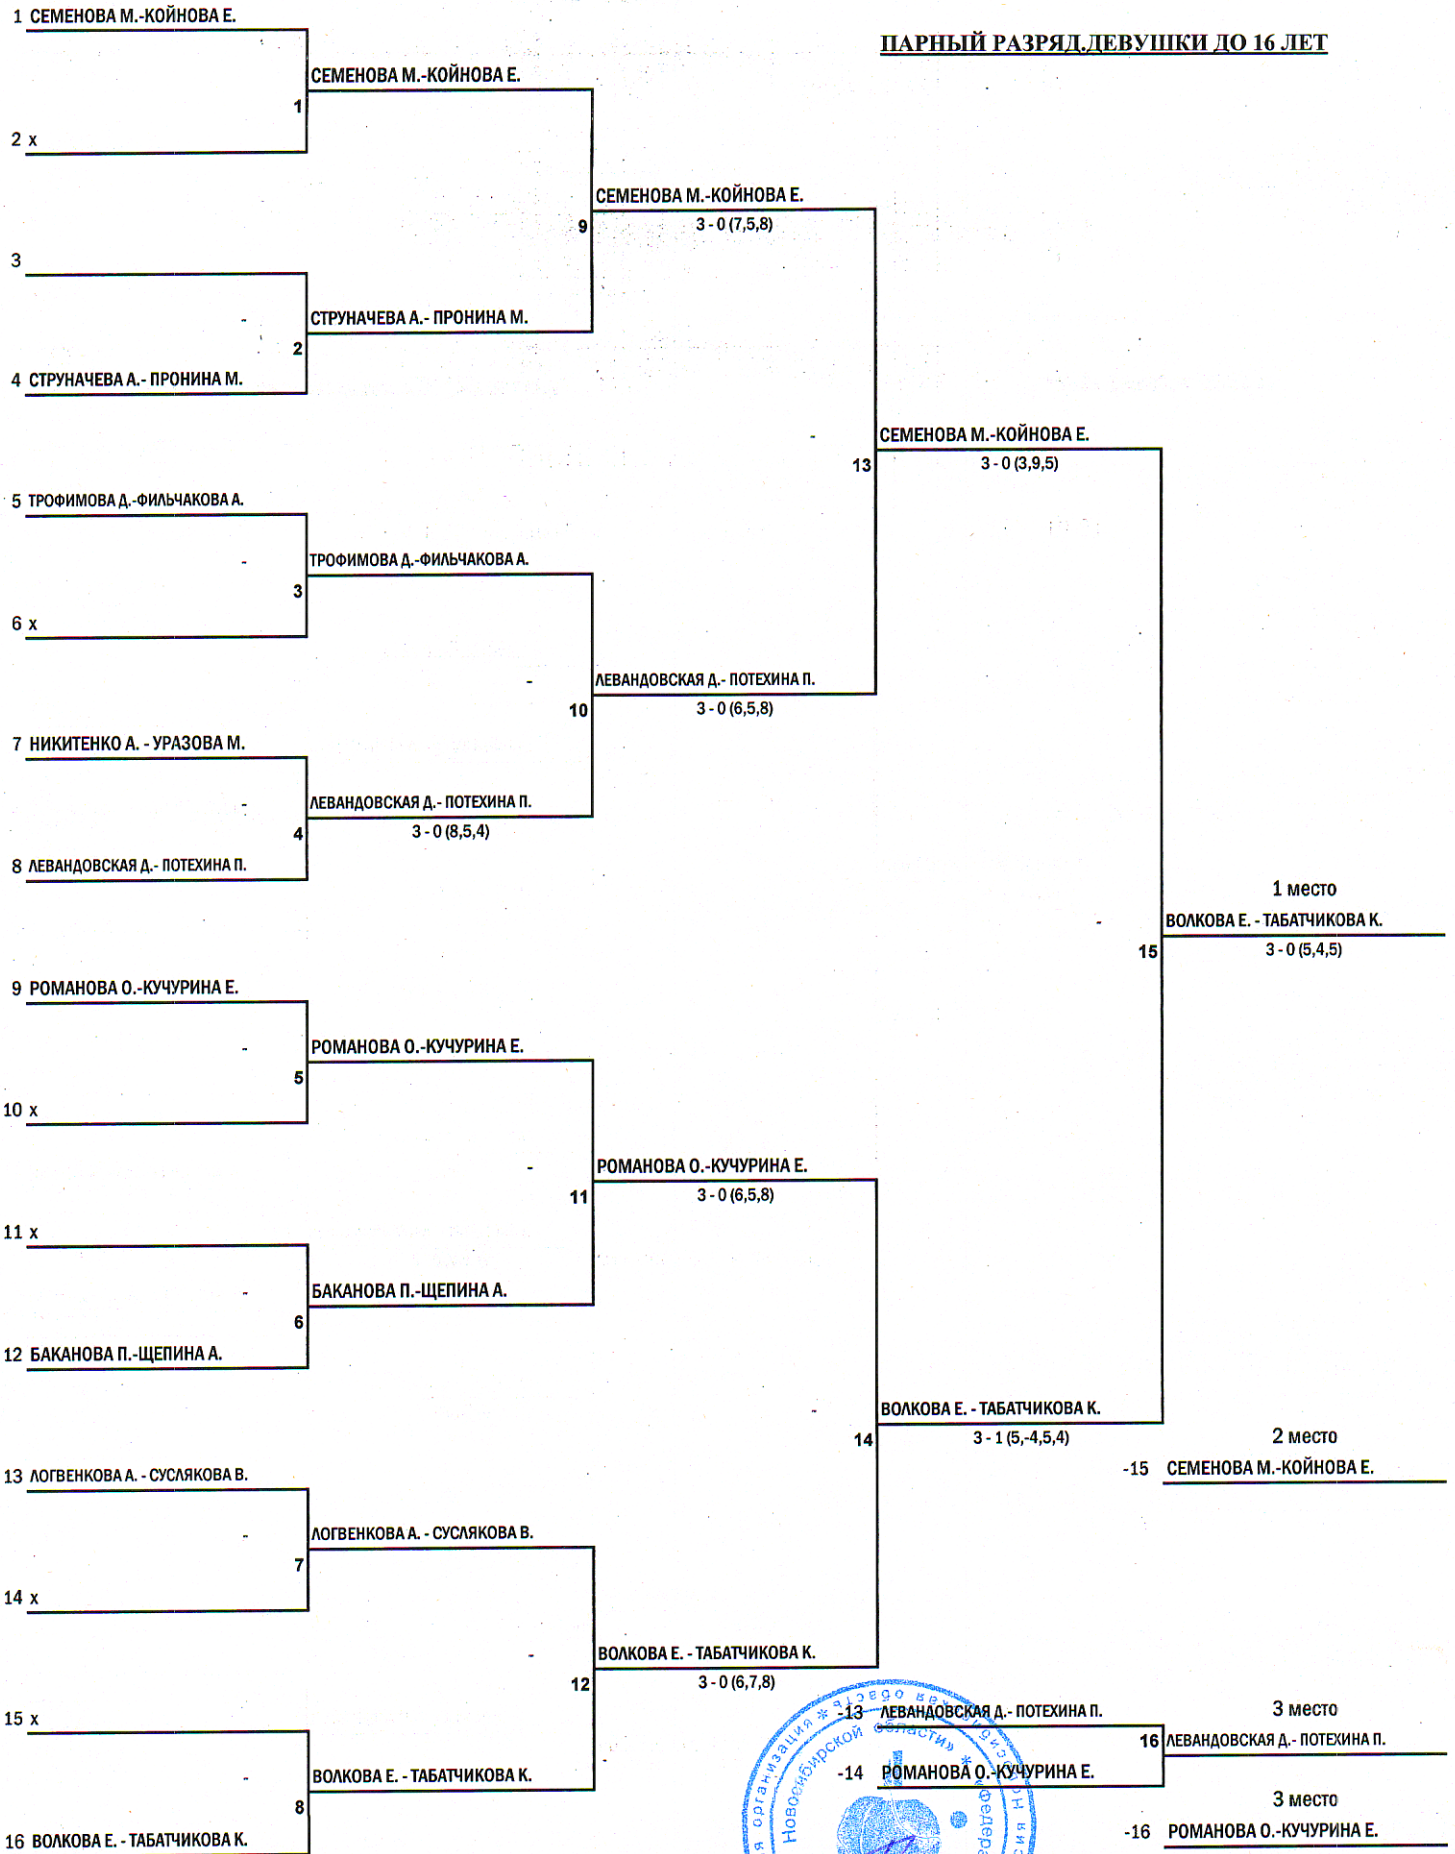 ПАРНЫЙ РАЗРЯД.ДЕВУШКИ ДО 16 ЛЕТ
1 СЕМЕНОВА М.-КОЙНОВА Е.
СЕМЕНОВА М.-КОЙНОВА Е.
1
2 х
СЕМЕНОВА М.-КОЙНОВА Е.
9
3 - 0 (7,5,8)
3
СТРУНАЧЕВА А.- ПРОНИНА М.
2
4 СТРУНАЧЕВА А.- ПРОНИНА М.
СЕМЕНОВА М.-КОЙНОВА Е.
13
3 - 0 (3,9,5)
5 ТРОФИМОВА Д.-ФИЛЬЧАКОВА А.
ТРОФИМОВА Д.-ФИЛЬЧАКОВА А.
3
6 х
ЛЕВАНДОВСКАЯ Д.- ПОТЕХИНА П.
10
3 - 0 (6,5,8)
7 НИКИТЕНКО А. - УРАЗОВА М.
ЛЕВАНДОВСКАЯ Д.- ПОТЕХИНА П.
4
3 - 0 (8,5,4)
8 ЛЕВАНДОВСКАЯ Д.- ПОТЕХИНА П.
1 место
ВОЛКОВА Е. - ТАБАТЧИКОВА К.
15
3 - 0 (5,4,5)
9 РОМАНОВА О.-КУЧУРИНА Е.
РОМАНОВА О.-КУЧУРИНА Е.
5
10 х
РОМАНОВА О.-КУЧУРИНА Е.
11
3 - 0 (6,5,8)
11 х
БАКАНОВА П.-ЩЕПИНА А.
6
12 БАКАНОВА П.-ЩЕПИНА А.
ВОЛКОВА Е. - ТАБАТЧИКОВА К.
14
3 - 1 (5,-4,5,4)
2 место
-15 СЕМЕНОВА М.-КОЙНОВА Е.
13 ЛОГВЕНКОВА А. - СУСЛЯКОВА В.
ЛОГВЕНКОВА А. - СУСЛЯКОВА В.
7
14 х
ВОЛКОВА Е. - ТАБАТЧИКОВА К.
12
3 - 0 (6,7,8)
15 х
ВОЛКОВА Е. - ТАБАТЧИКОВА К.
8
16 ВОЛКОВА Е. - ТАБАТЧИКОВА К.
-13 ЛЕВАНДОВСКАЯ Д.- ПОТЕХИНА П.
3 место
16 ЛЕВАНДОВСКАЯ Д.- ПОТЕХИНА П.
-14 РОМАНОВА О.-КУЧУРИНА Е.
3 место
-16 РОМАНОВА О.-КУЧУРИНА Е.
организация
область
Новосибирской области»